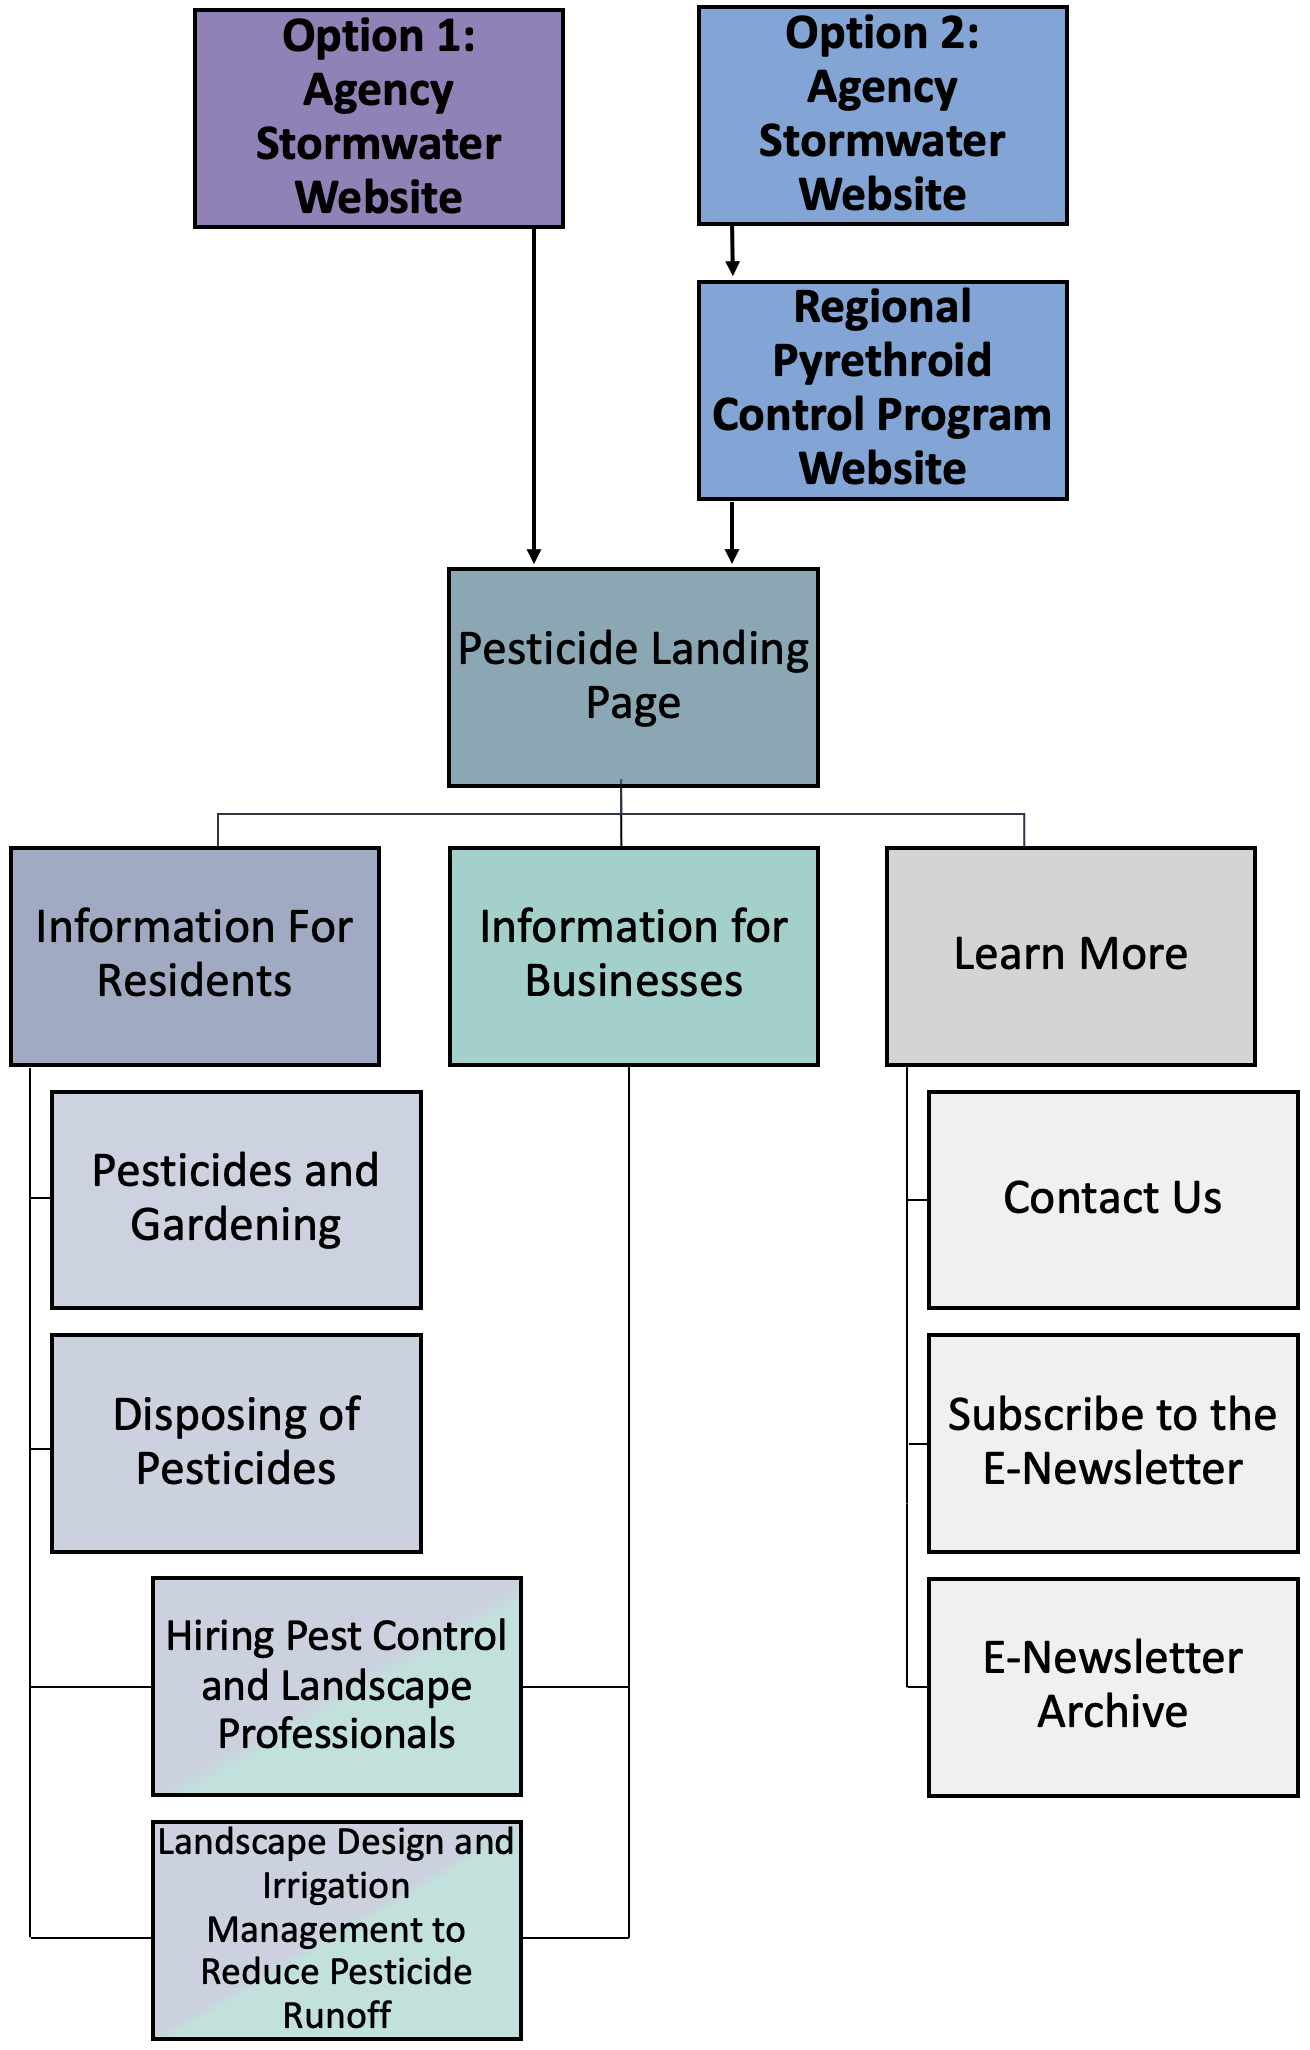 Option 1:
Agency
Stormwater
Website
Option 2:
Agency
Stormwater
Website
Regional
Pyrethroid
Control Program
Website
Pesticide Landing
Page
Information For
Residents
Information for
Businesses
Learn More
Pesticides and
Gardening
Disposing of
Pesticides
Hiring Pest Control
and Landscape
Professionals
Landscape Design and
Irrigation
Management to
Reduce Pesticide
Runoff
Contact Us
Subscribe to the
E-Newsletter
E-Newsletter
Archive